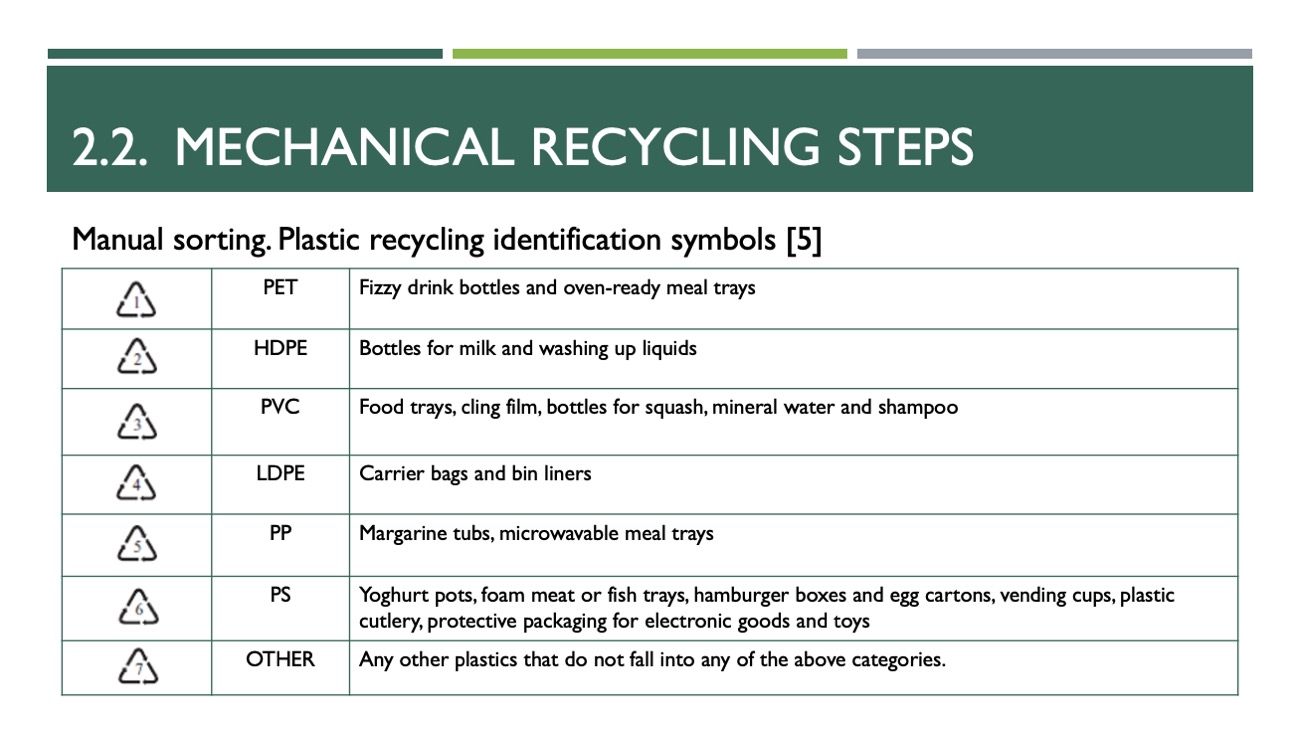 2.2. MECHANICAL RECYCLING STEPS
Manual sorting. Plastic recycling identification symbols [5]
1 PET Fizzy drink bottles and oven-ready meal trays
2 HDPE Bottles for milk and washing up liquids
3 PVC Food trays, cling film, bottles for squash, mineral water and shampoo
4 LDPE Carrier bags and bin liners
5 PP Margarine tubs, microwavable meal trays
6 PS Yoghurt pots, foam meat or fish trays, hamburger boxes and egg cartons, vending cups, plastic
cutlery, protective packaging for electronic goods and toys
7 OTHER Any other plastics that do not fall into any of the above categories.